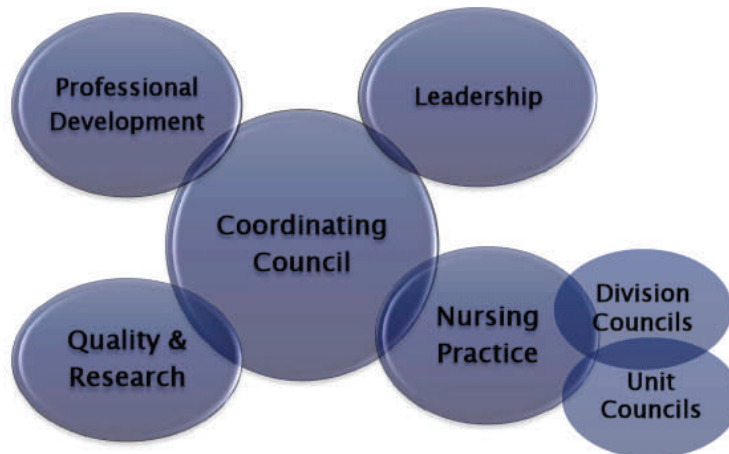 Professional
Development
Leadership
Coordinating
Council
Quality &
Research
Nursing
Practice
Division
Councils
Unit
Councils